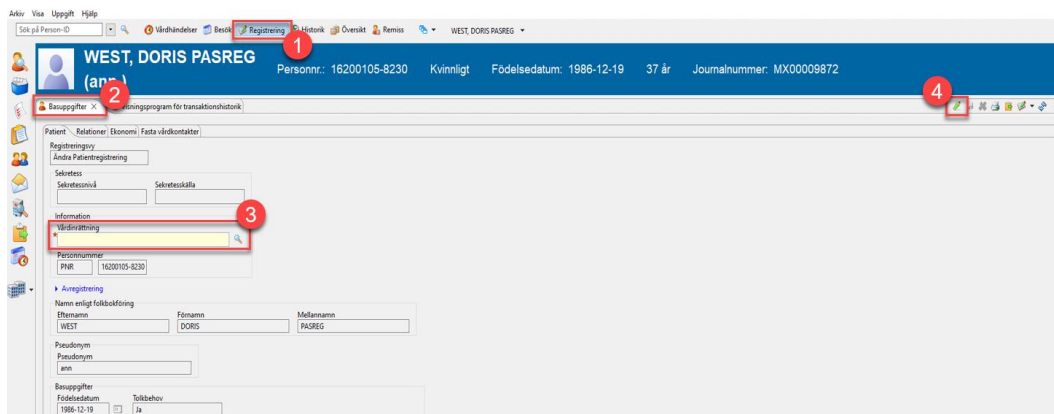 Arkiv Visa Uppgift Hjälp
Sök på Person-ID Vårdhändelser Besök Registrering Historik Översikt Remiss WEST, DORIS PASREG
1
WEST, DORIS PASREG
(ann.)
Personnr.: 16200105-8230 Kvinnligt Födelsedatum: 1986-12-19 37 år Journalnummer: MX00009872
2
4
Basuppgifter visningsprogram för transaktionshistorik
Patient Relationer Ekonomi Fasta vårdkontakter
Registreringsvy
Ändra Patientregistrering
Sekretess
Sekretessnivå Sekretesskälla
Information
3
Vårdinrättning
*
Personnummer
PNR 16200105-8230
Avregistrering
Namn enligt folkbokföring
Efternamn Förnamn Mellannamn
WEST DORIS PASREG
Pseudonym
Pseudonym
ann
Basuppgifter
Födelsedatum Tolkbehov
1986-12-19 Ja